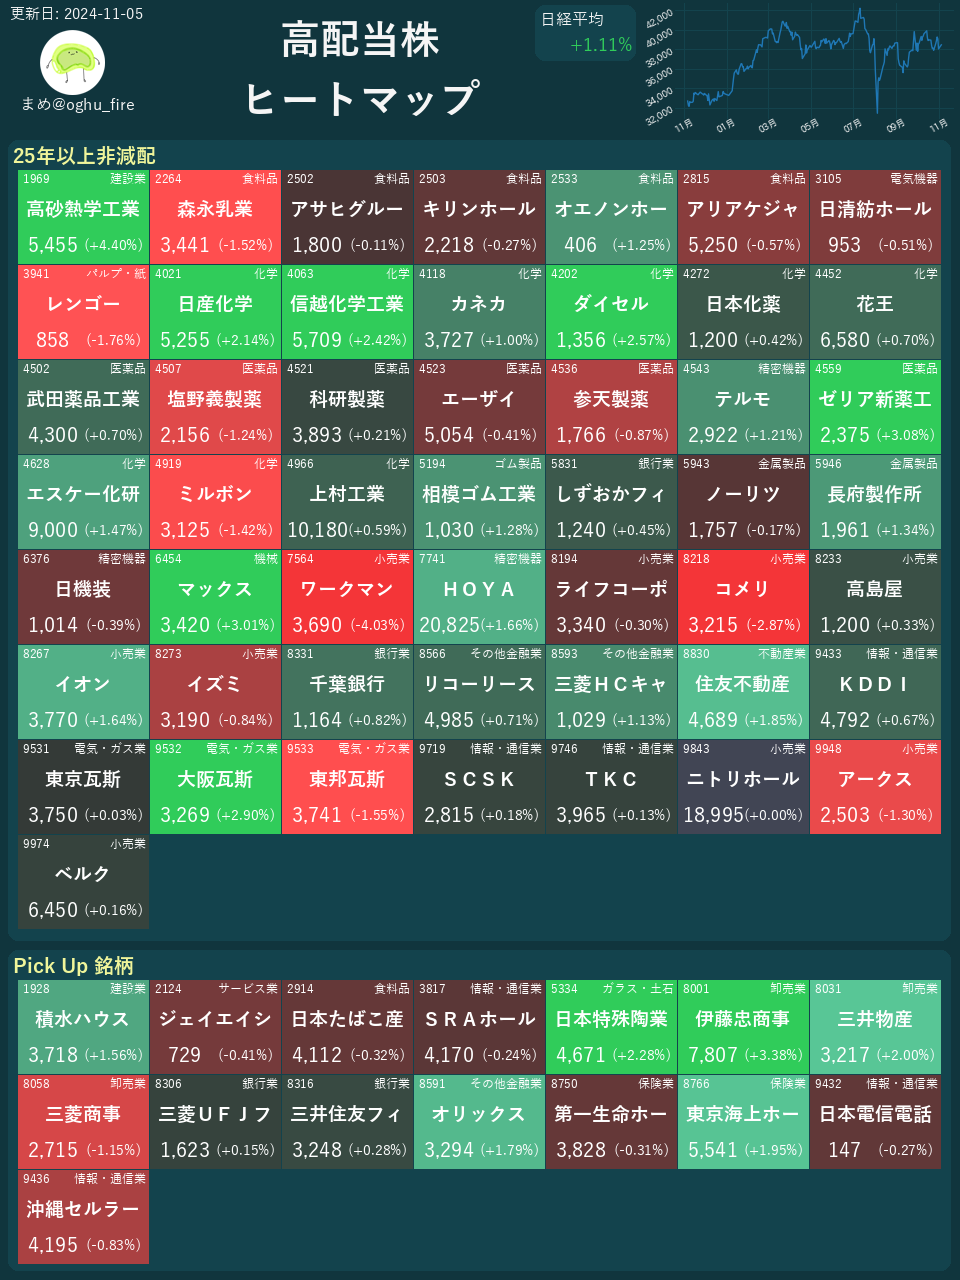 更新日: 2024-11-05
まめ@oghu_fire
高配当株
ヒートマップ
日経平均
+1.11%
42,000
40,000
38,000
36,000
34,000
32,000
11月 01月 03月 05月 07月 09月 11月
25年以上非減配
1969 建設業
高砂熱学工業
5,455 (+4.40%)
2264 食料品
森永乳業
3,441 (-1.52%)
2502 食料品
アサヒグルー
1,800 (-0.11%)
2503 食料品
キリンホール
2,218 (-0.27%)
2533 食料品
オエノンホー
406 (+1.25%)
2815 食料品
アリアケジャ
5,250 (-0.57%)
3105 電気機器
日清紡ホール
953 (-0.51%)
3941 パルプ・紙
レンゴー
858 (-1.76%)
4021 化学
日産化学
5,255 (+2.14%)
4063 化学
信越化学工業
5,709 (+2.42%)
4118 化学
カネカ
3,727 (+1.00%)
4202 化学
ダイセル
1,356 (+2.57%)
4272 化学
日本化薬
1,200 (+0.42%)
4452 化学
花王
6,580 (+0.70%)
4502 医薬品
武田薬品工業
4,300 (+0.70%)
4507 医薬品
塩野義製薬
2,156 (-1.24%)
4521 医薬品
科研製薬
3,893 (+0.21%)
4523 医薬品
エーザイ
5,054 (-0.41%)
4536 医薬品
参天製薬
1,766 (-0.87%)
4543 精密機器
テルモ
2,922 (+1.21%)
4559 医薬品
ゼリア新薬工
2,375 (+3.08%)
4628 化学
エスケー化研
9,000 (+1.47%)
4919 化学
ミルボン
3,125 (-1.42%)
4966 化学
上村工業
10,180(+0.59%)
5194 ゴム製品
相模ゴム工業
1,030 (+1.28%)
5831 銀行業
しずおかフィ
1,240 (+0.45%)
5943 金属製品
ノーリツ
1,757 (-0.17%)
5946 金属製品
長府製作所
1,961 (+1.34%)
6376 精密機器
日機装
1,014 (-0.39%)
6454 機械
マックス
3,420 (+3.01%)
7564 小売業
ワークマン
3,690 (-4.03%)
7741 精密機器
ＨＯＹＡ
20,825(+1.66%)
8194 小売業
ライフコーポ
3,340 (-0.30%)
8218 小売業
コメリ
3,215 (-2.87%)
8233 小売業
高島屋
1,200 (+0.33%)
8267 小売業
イオン
3,770 (+1.64%)
8273 小売業
イズミ
3,190 (-0.84%)
8331 銀行業
千葉銀行
1,164 (+0.82%)
8566 その他金融業
リコーリース
4,985 (+0.71%)
8593 その他金融業
三菱ＨＣキャ
1,029 (+1.13%)
8830 不動産業
住友不動産
4,689 (+1.85%)
9433 情報・通信業
ＫＤＤＩ
4,792 (+0.67%)
9531 電気・ガス業
東京瓦斯
3,750 (+0.03%)
9532 電気・ガス業
大阪瓦斯
3,269 (+2.90%)
9533 電気・ガス業
東邦瓦斯
3,741 (-1.55%)
9719 情報・通信業
ＳＣＳＫ
2,815 (+0.18%)
9746 情報・通信業
ＴＫＣ
3,965 (+0.13%)
9843 小売業
ニトリホール
18,995(+0.00%)
9948 小売業
アークス
2,503 (-1.30%)
9974 小売業
ベルク
6,450 (+0.16%)
Pick Up 銘柄
1928 建設業
積水ハウス
3,718 (+1.56%)
2124 サービス業
ジェイエイシ
729 (-0.41%)
2914 食料品
日本たばこ産
4,112 (-0.32%)
3817 情報・通信業
ＳＲＡホール
4,170 (-0.24%)
5334 ガラス・土石
日本特殊陶業
4,671 (+2.28%)
8001 卸売業
伊藤忠商事
7,807 (+3.38%)
8031 卸売業
三井物産
3,217 (+2.00%)
8058 卸売業
三菱商事
2,715 (-1.15%)
8306 銀行業
三菱ＵＦＪフ
1,623 (+0.15%)
8316 銀行業
三井住友フィ
3,248 (+0.28%)
8591 その他金融業
オリックス
3,294 (+1.79%)
8750 保険業
第一生命ホー
3,828 (-0.31%)
8766 保険業
東京海上ホー
5,541 (+1.95%)
9432 情報・通信業
日本電信電話
147 (-0.27%)
9436 情報・通信業
沖縄セルラー
4,195 (-0.83%)